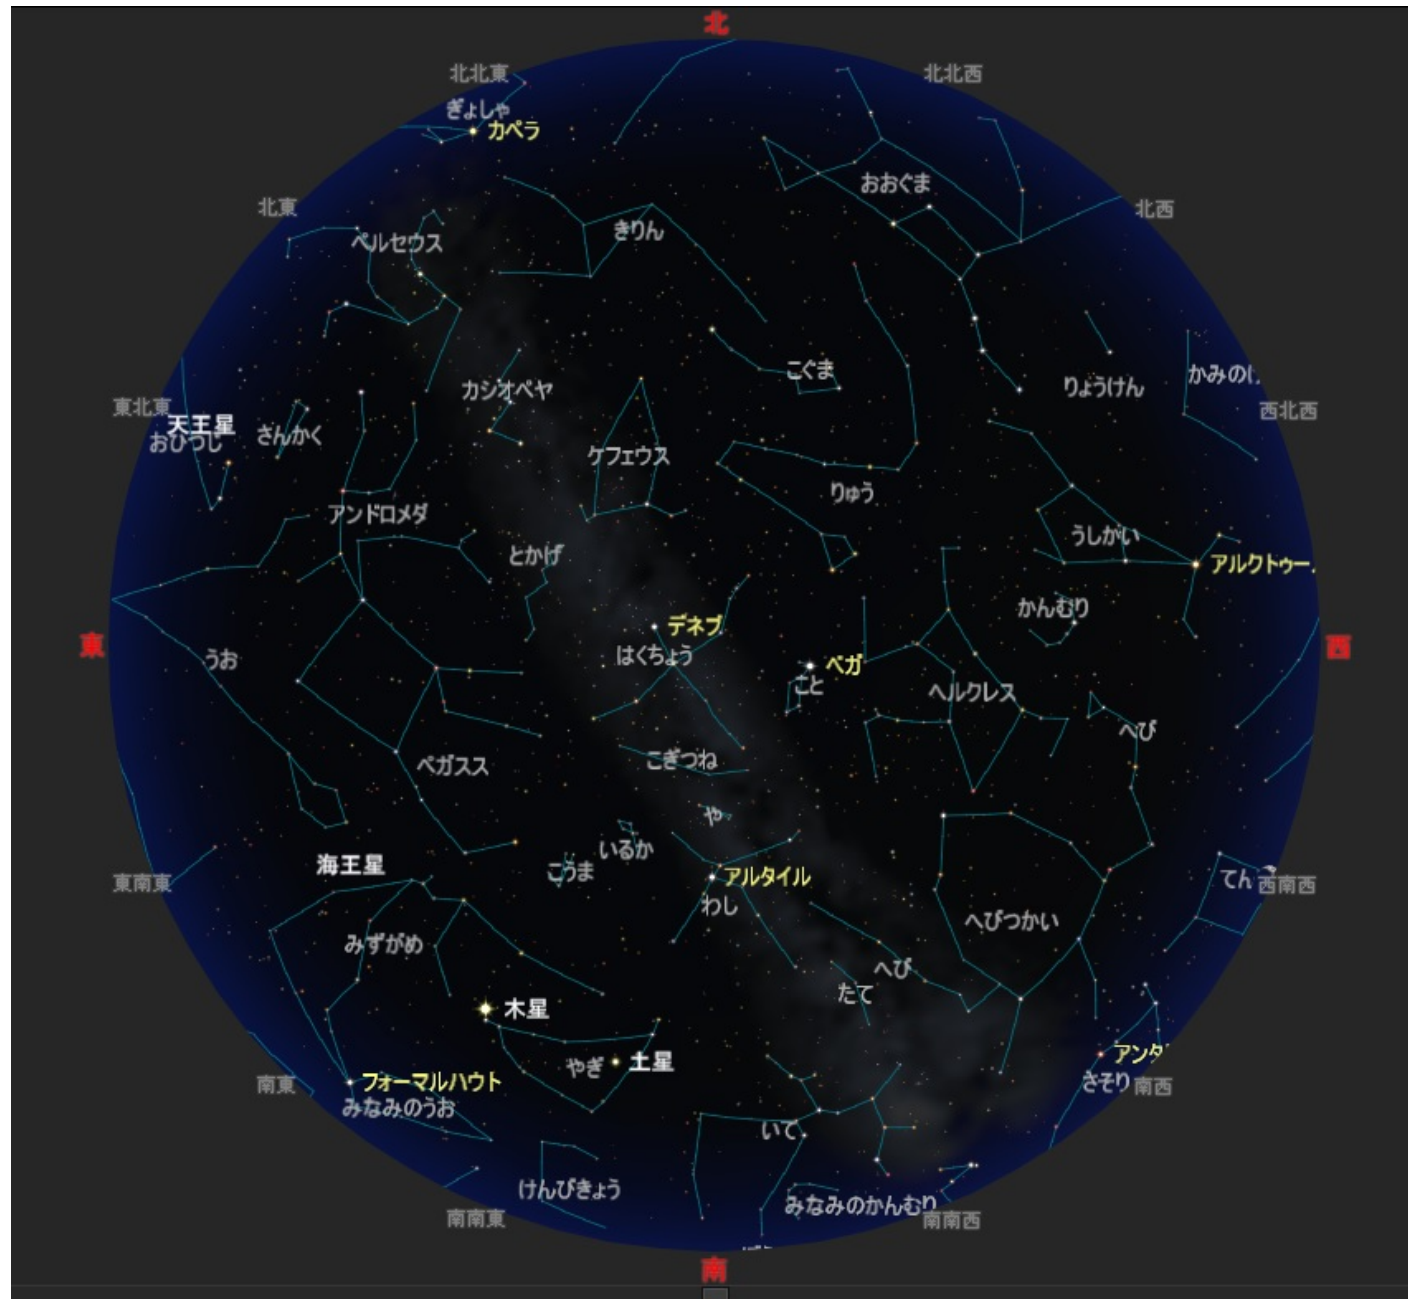 北
北北東
北北西
ぎょしゃ
カペラ
おおぐま
北東
北西
きりん
ペルセウス
こぐま
かみのけ
りょうけん
カシオペヤ
東北東
西北西
天王星
おひつじ
さんかく
ケフェウス
りゅう
アンドロメダ
うしかい
とかげ
アルクトゥー
かんむり
デネブ
東
西
はくちょう
うお
ベガ
こと
ヘルクレス
へび
こぎつね
ペガスス
や
いるか
海王星
こうま
アルタイル
東南東
てん
西南西
わし
へびつかい
みずがめ
へび
たて
木星
アンタ
土星
やぎ
フォーマルハウト
さそり
南東
南西
みなみのうお
いて
けんびきょう
みなみのかんむり
南南東
南南西
南